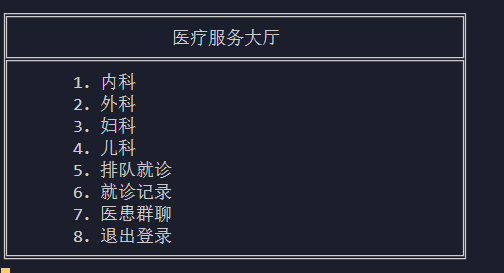 医疗服务大厅
1. 内科
2. 外科
3. 妇科
4. 儿科
5. 排队就诊
6. 就诊记录
7. 医患群聊
8. 退出登录